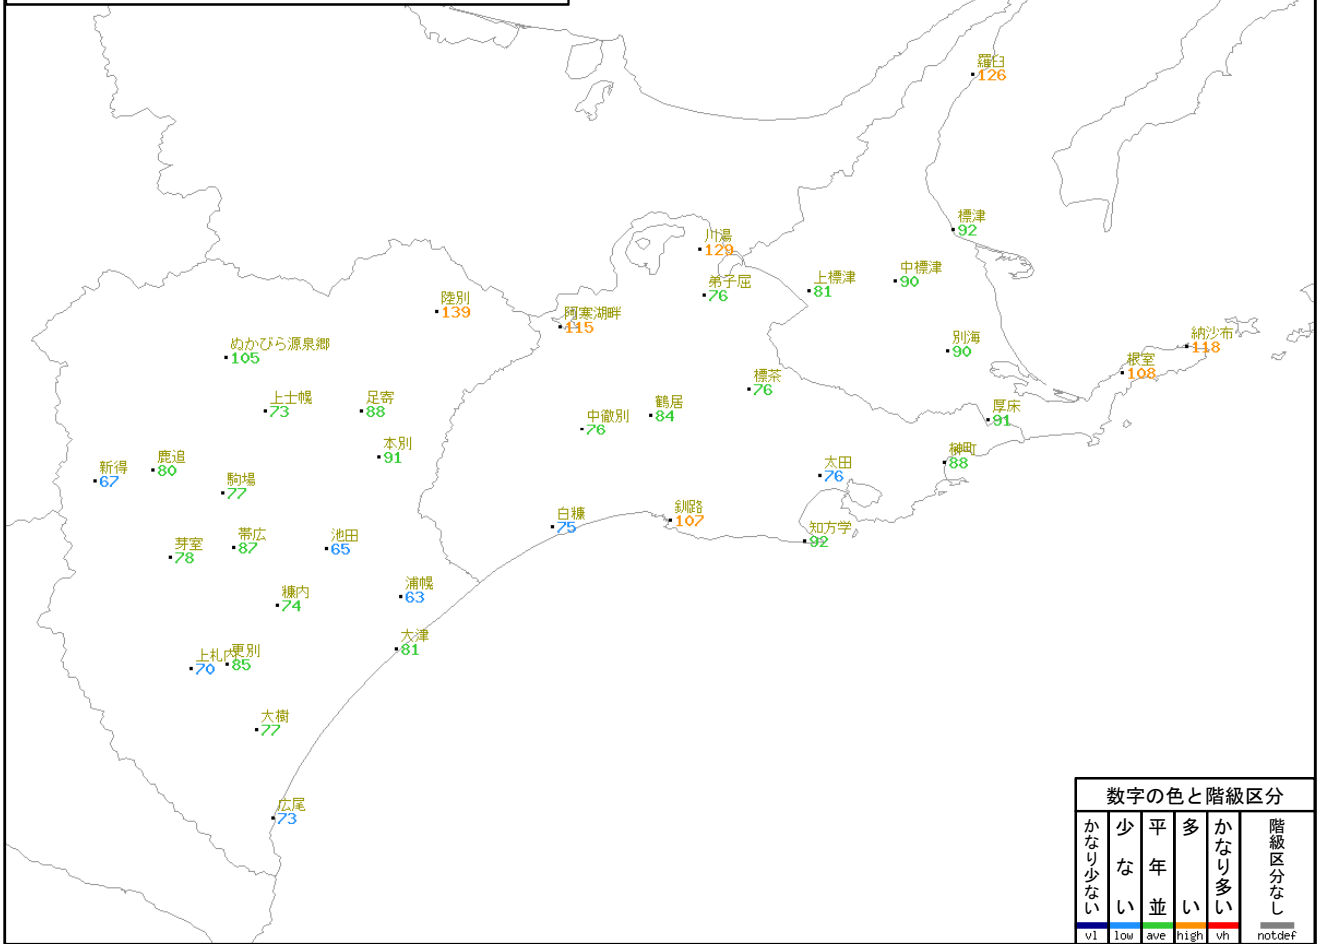 羅臼
126
標津
92
川湯
129
中標津
90
上標津
81
弟子屈
76
陸別
139
阿寒湖畔
115
納沙布
118
ぬかびら源泉郷
105
別海
90
根室
108
標茶
76
上士幌
73
足寄
88
鶴居
84
中徹別
76
厚床
91
本別
91
榊町
88
鹿追
80
新得
67
太田
76
駒場
77
白糠
75
釧路
107
知方学
92
帯広
87
池田
65
芽室
78
浦幌
63
糠内
74
大津
81
上札内
70
更別
85
大樹
77
広尾
73
数字の色と階級区分
かなり少ない
少ない
平年並
多い
かなり多い
階級区分なし
vl
low
ave
high
vh
notdef